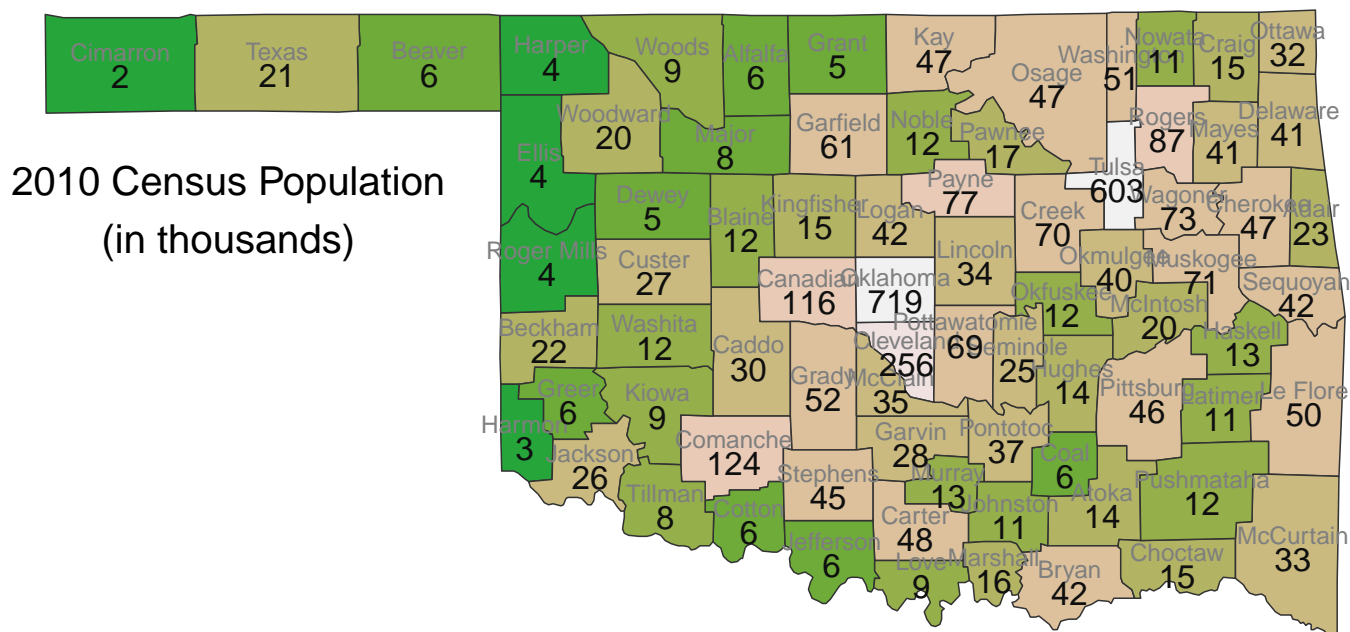 Cimarron
2
Texas
21
Beaver
6
Harper
4
Woods
9
Alfalfa
6
Grant
5
Kay
47
Osage
47
Washington
51
Nowata
11
Craig
15
Ottawa
32
Woodward
20
Major
8
Garfield
61
Noble
12
Pawnee
17
Rogers
87
Mayes
41
Delaware
41
Ellis
4
2010 Census Population
(in thousands)
Dewey
5
Blaine
12
Kingfisher
15
Logan
42
Payne
77
Creek
70
Tulsa
603
Wagoner
73
Cherokee
47
Adair
23
Roger Mills
4
Custer
27
Canadian
116
Oklahoma
719
Lincoln
34
Okmulgee
40
Muskogee
71
Sequoyah
42
Okfuskee
12
McIntosh
20
Haskell
13
Beckham
22
Washita
12
Caddo
30
Grady
52
Cleveland
256
McClain
35
Pottawatomie
69
Seminole
25
Hughes
14
Pittsburg
46
Latimer
11
Le Flore
50
Harmon
3
Greer
6
Kiowa
9
Jackson
26
Comanche
124
Stephens
45
Garvin
28
Pontotoc
37
Coal
6
Murray
13
Johnston
11
Atoka
14
Pushmataha
12
McCurtain
33
Tillman
8
Cotton
6
Jefferson
6
Carter
48
Love
9
Marshall
16
Bryan
42
Choctaw
15